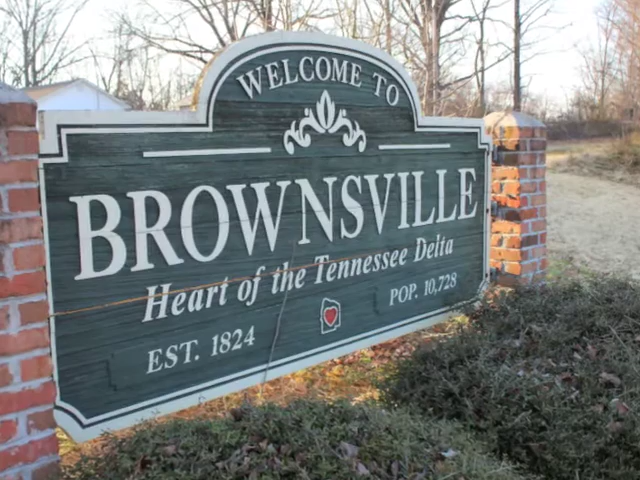 WELCOME TO
BROWNSVILLE
Heart of the Tennessee Delta
EST. 1824
POP. 10,728